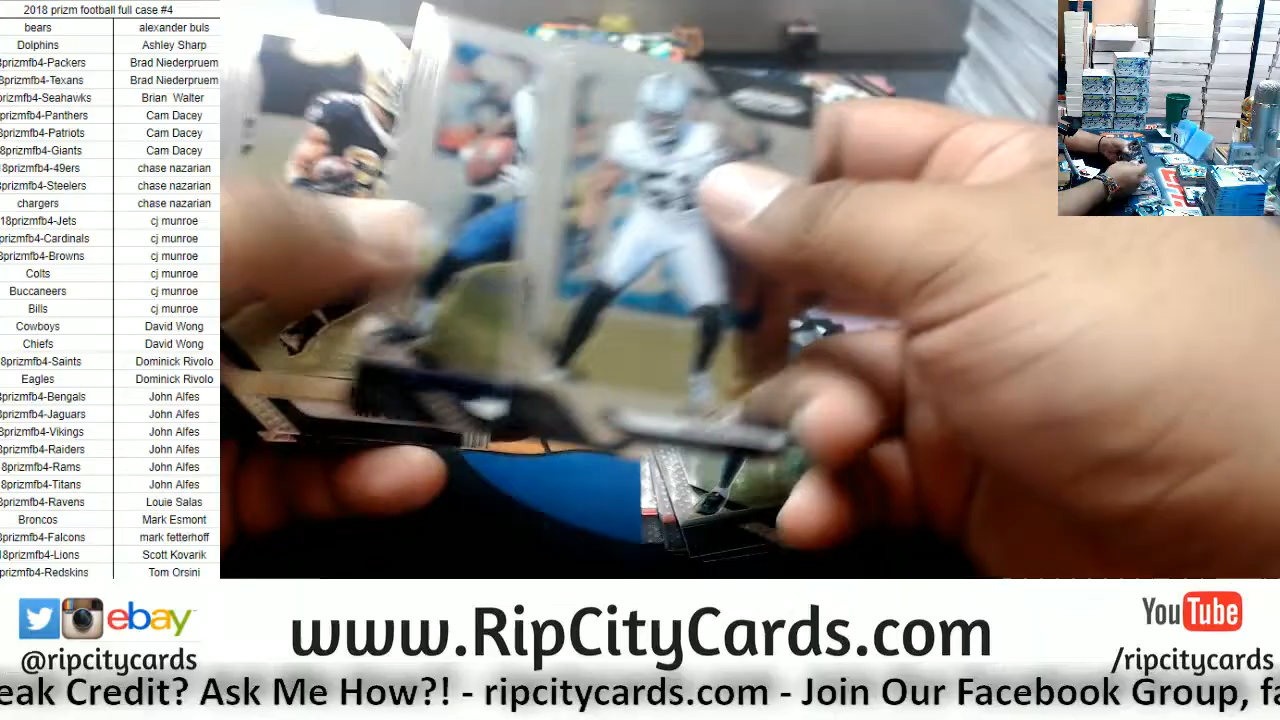 2018 prizm football full case #4
bears alexander buls
Dolphins Ashley Sharp
prizmfb4-Packers Brad Niederpruem
8prizmfb4-Texans Brad Niederpruem
rizmfb4-Seahawks Brian Walter
prizmfb4-Panthers Cam Dacey
prizmfb4-Patriots Cam Dacey
8prizmfb4-Giants Cam Dacey
18prizmfb4-49ers chase nazarian
8prizmfb4-Steelers chase nazarian
chargers chase nazarian
18prizmfb4-Jets cj munroe
prizmfb4-Cardinals cj munroe
8prizmfb4-Browns cj munroe
Colts cj munroe
Buccaneers cj munroe
Bills cj munroe
Cowboys David Wong
Chiefs David Wong
8prizmfb4-Saints Dominick Rivolo
Eagles Dominick Rivolo
prizmfb4-Bengals John Alfes
prizmfb4-Jaguars John Alfes
8prizmfb4-Vikings John Alfes
prizmfb4-Raiders John Alfes
8prizmfb4-Rams John Alfes
18prizmfb4-Titans John Alfes
prizmfb4-Ravens Louie Salas
Broncos Mark Esmont
prizmfb4-Falcons mark fetterhoff
18prizmfb4-Lions Scott Kovarik
prizmfb4-Redskins Tom Orsini
ebay
@ripcitycards
www.RipCityCards.com
YouTube
/ripcitycards
eak Credit? Ask Me How?! - ripcitycards.com - Join Our Facebook Group, fa